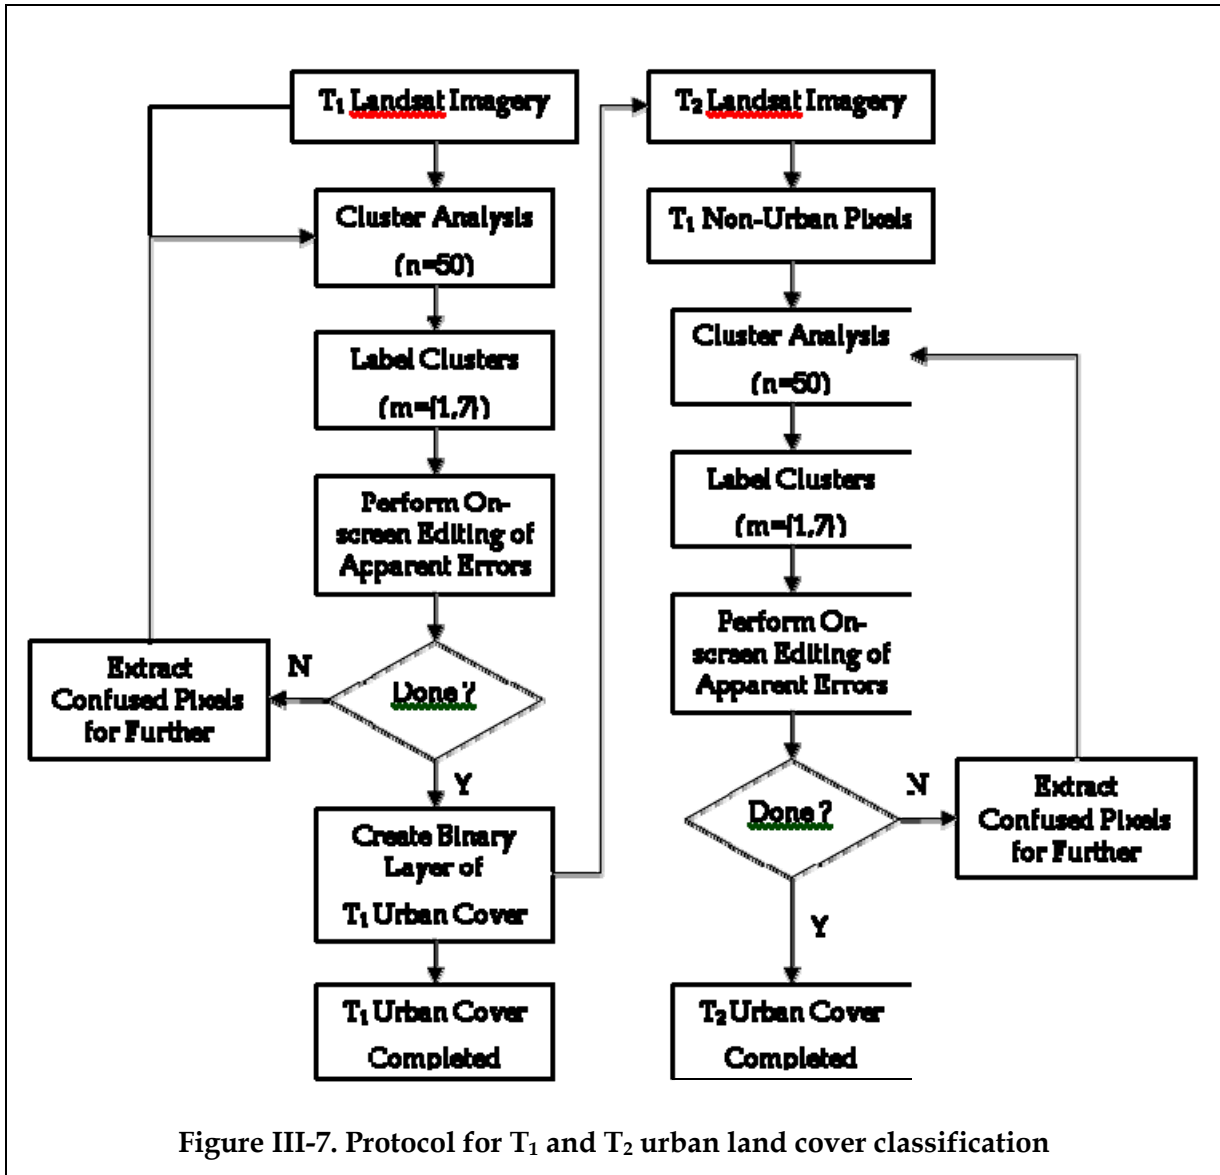 T₁ Landsat Imagery
Cluster Analysis
(n=50)
Label Clusters
(m={1,7})
Perform On-
screen Editing of
Apparent Errors
Done?
N
Extract
Confused Pixels
for Further
Y
Create Binary
Layer of
T₁ Urban Cover
T₁ Urban Cover
Completed
T₂ Landsat Imagery
T₁ Non-Urban Pixels
Cluster Analysis
(n=50)
Label Clusters
(m={1,7})
Perform On-
screen Editing of
Apparent Errors
Done?
N
Extract
Confused Pixels
for Further
Y
T₂ Urban Cover
Completed
Figure III-7. Protocol for T₁ and T₂ urban land cover classification